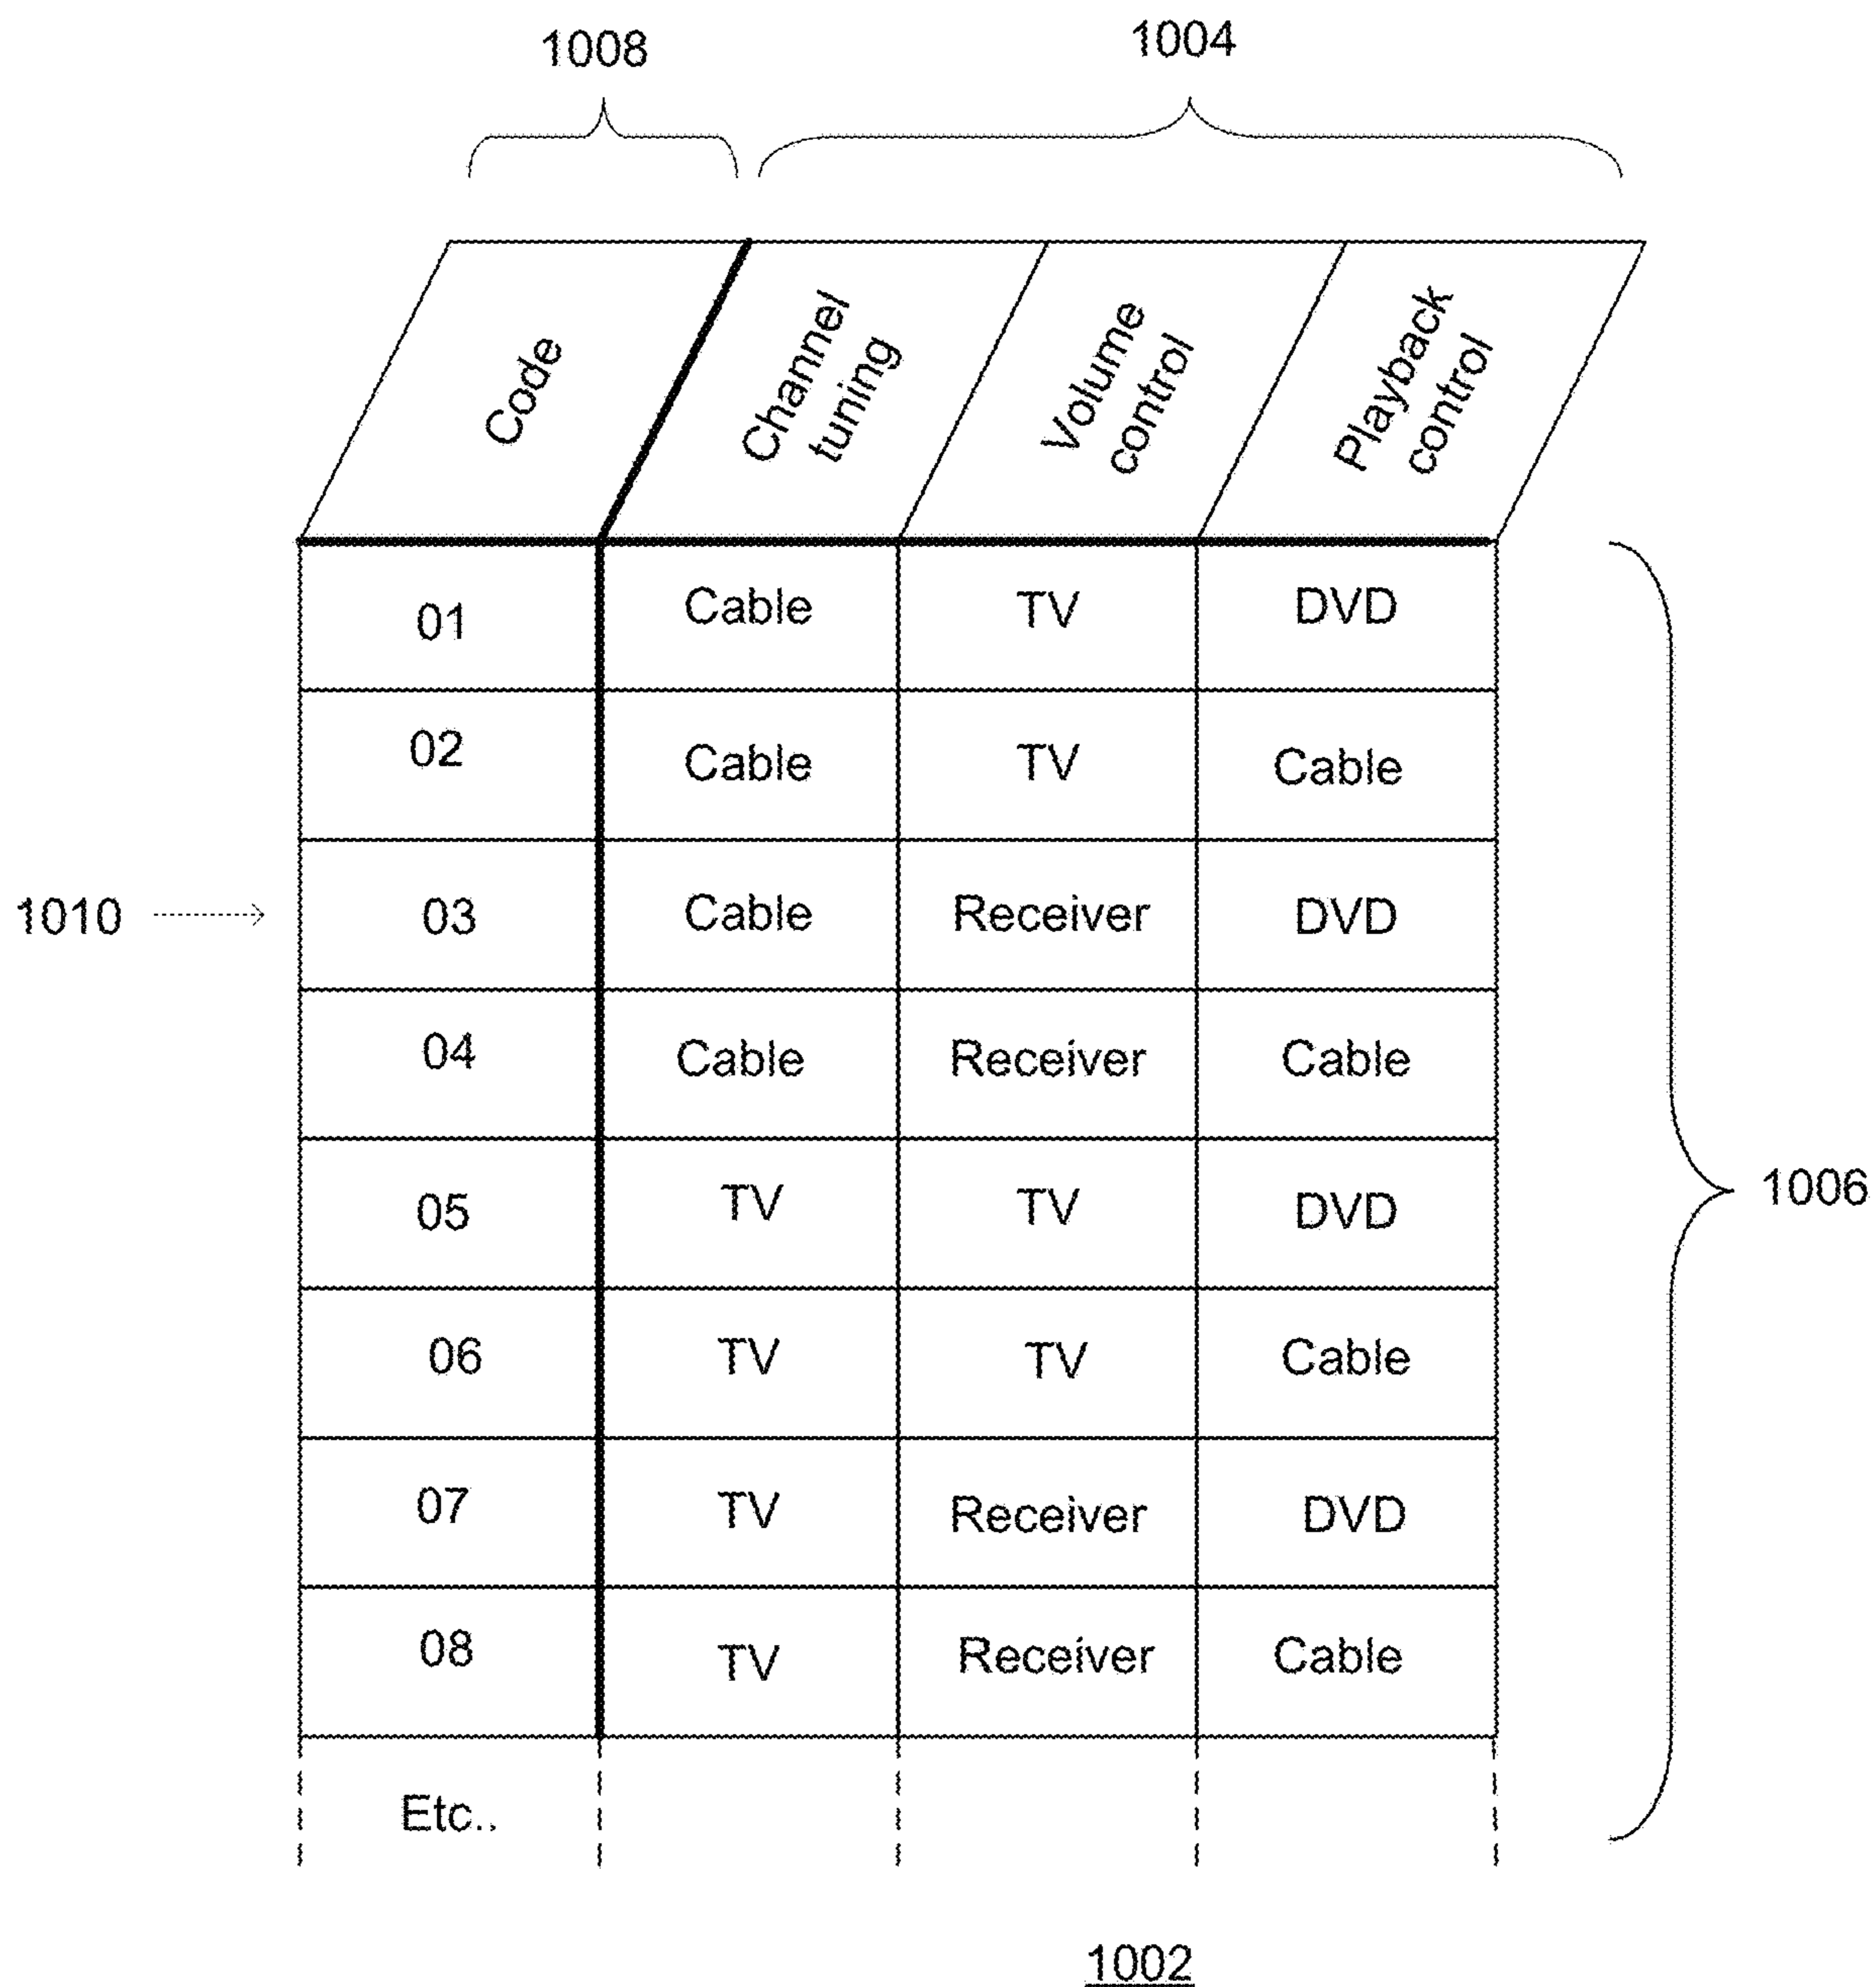 1008 1004
Code Channel tuning Volume control Playback control
01 Cable TV DVD
02 Cable TV Cable
1010 03 Cable Receiver DVD
04 Cable Receiver Cable
05 TV TV DVD
1006
06 TV TV Cable
07 TV Receiver DVD
08 TV Receiver Cable
Etc..
1002